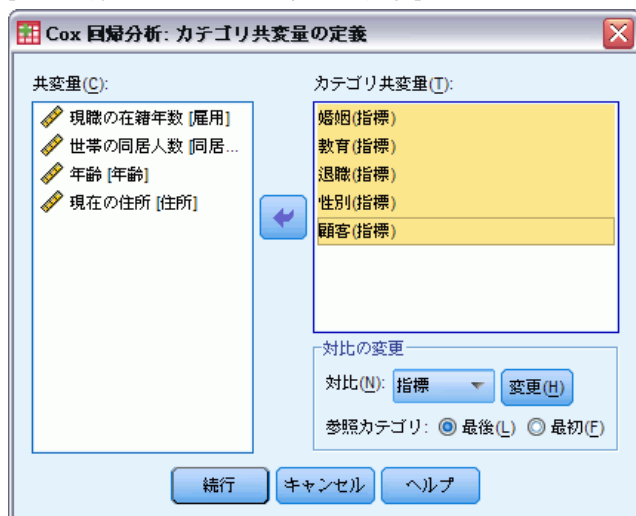 Cox 回帰分析: カテゴリ共変量の定義
共変量(C):
現職の在籍年数 [雇用]
世帯の同居人数 [同居...
年齢 [年齢]
現在の住所 [住所]
カテゴリ共変量(T):
婚姻(指標)
教育(指標)
退職(指標)
性別(指標)
顧客(指標)
対比の変更
対比(N): 指標 変更(H)
参照カテゴリ: 最後(L) 最初(F)
続行 キャンセル ヘルプ